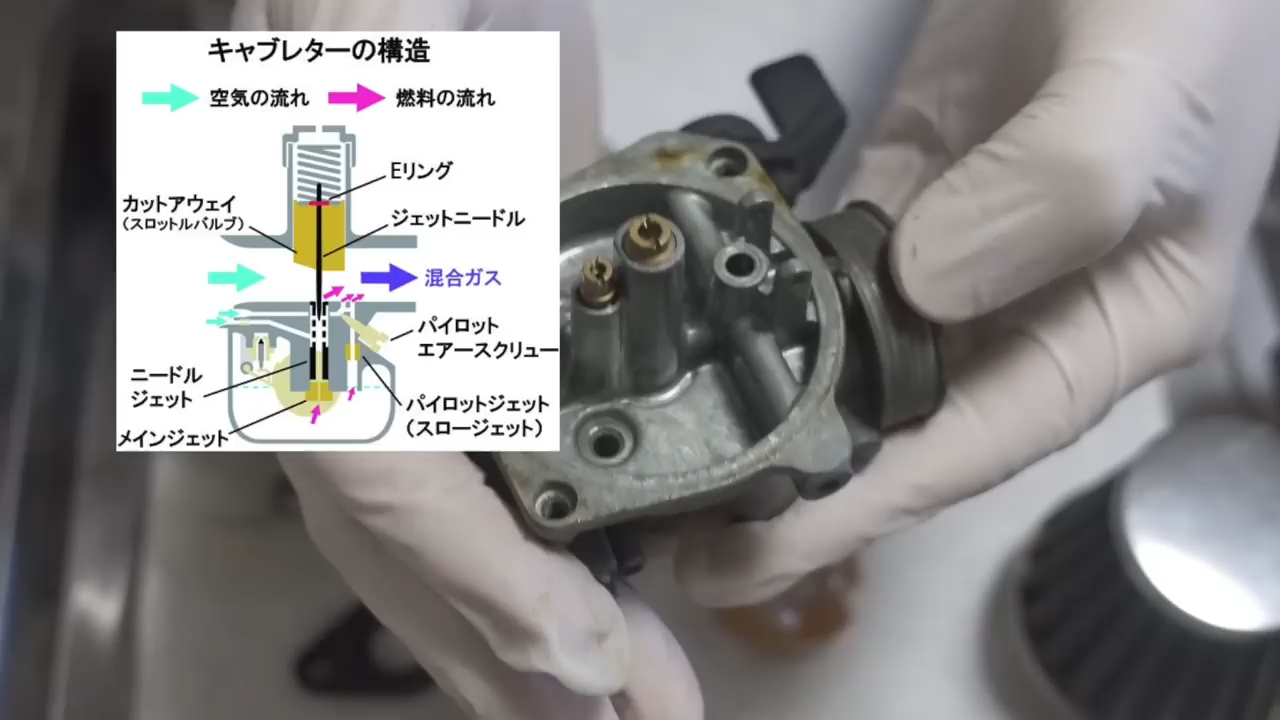 キャブレターの構造
空気の流れ
燃料の流れ
Eリング
カットアウェイ
（スロットルバルブ）
ジェットニードル
混合ガス
パイロット
エアースクリュー
ニードル
ジェット
パイロットジェット
（スロージェット）
メインジェット